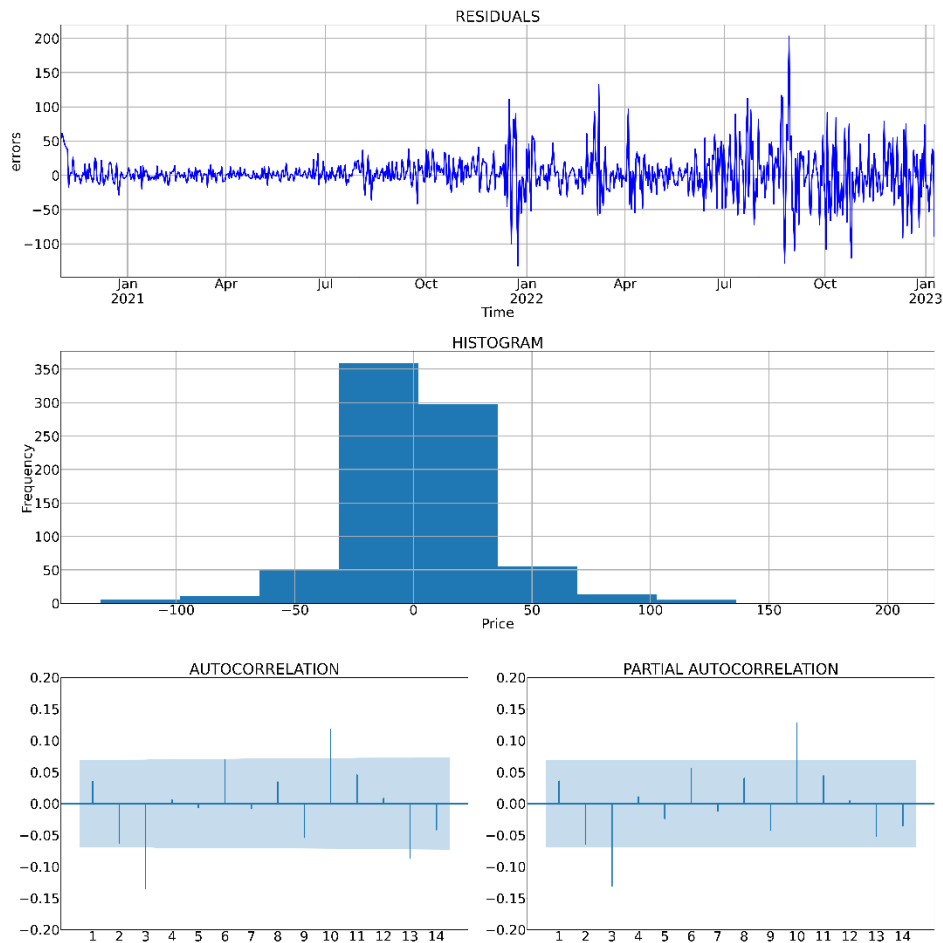 RESIDUALS
200
150
100
50
0
−50
−100
errors
Jan Apr Jul Oct Jan Apr Jul Oct Jan
2021 2022 2023
Time
HISTOGRAM
350
300
250
200
150
100
50
0
Frequency
−100 −50 0 50 100 150 200
Price
AUTOCORRELATION
0.20
0.15
0.10
0.05
0.00
−0.05
−0.10
−0.15
−0.20
1 2 3 4 5 6 7 8 9 10 11 12 13 14
PARTIAL AUTOCORRELATION
0.20
0.15
0.10
0.05
0.00
−0.05
−0.10
−0.15
−0.20
1 2 3 4 5 6 7 8 9 10 11 12 13 14